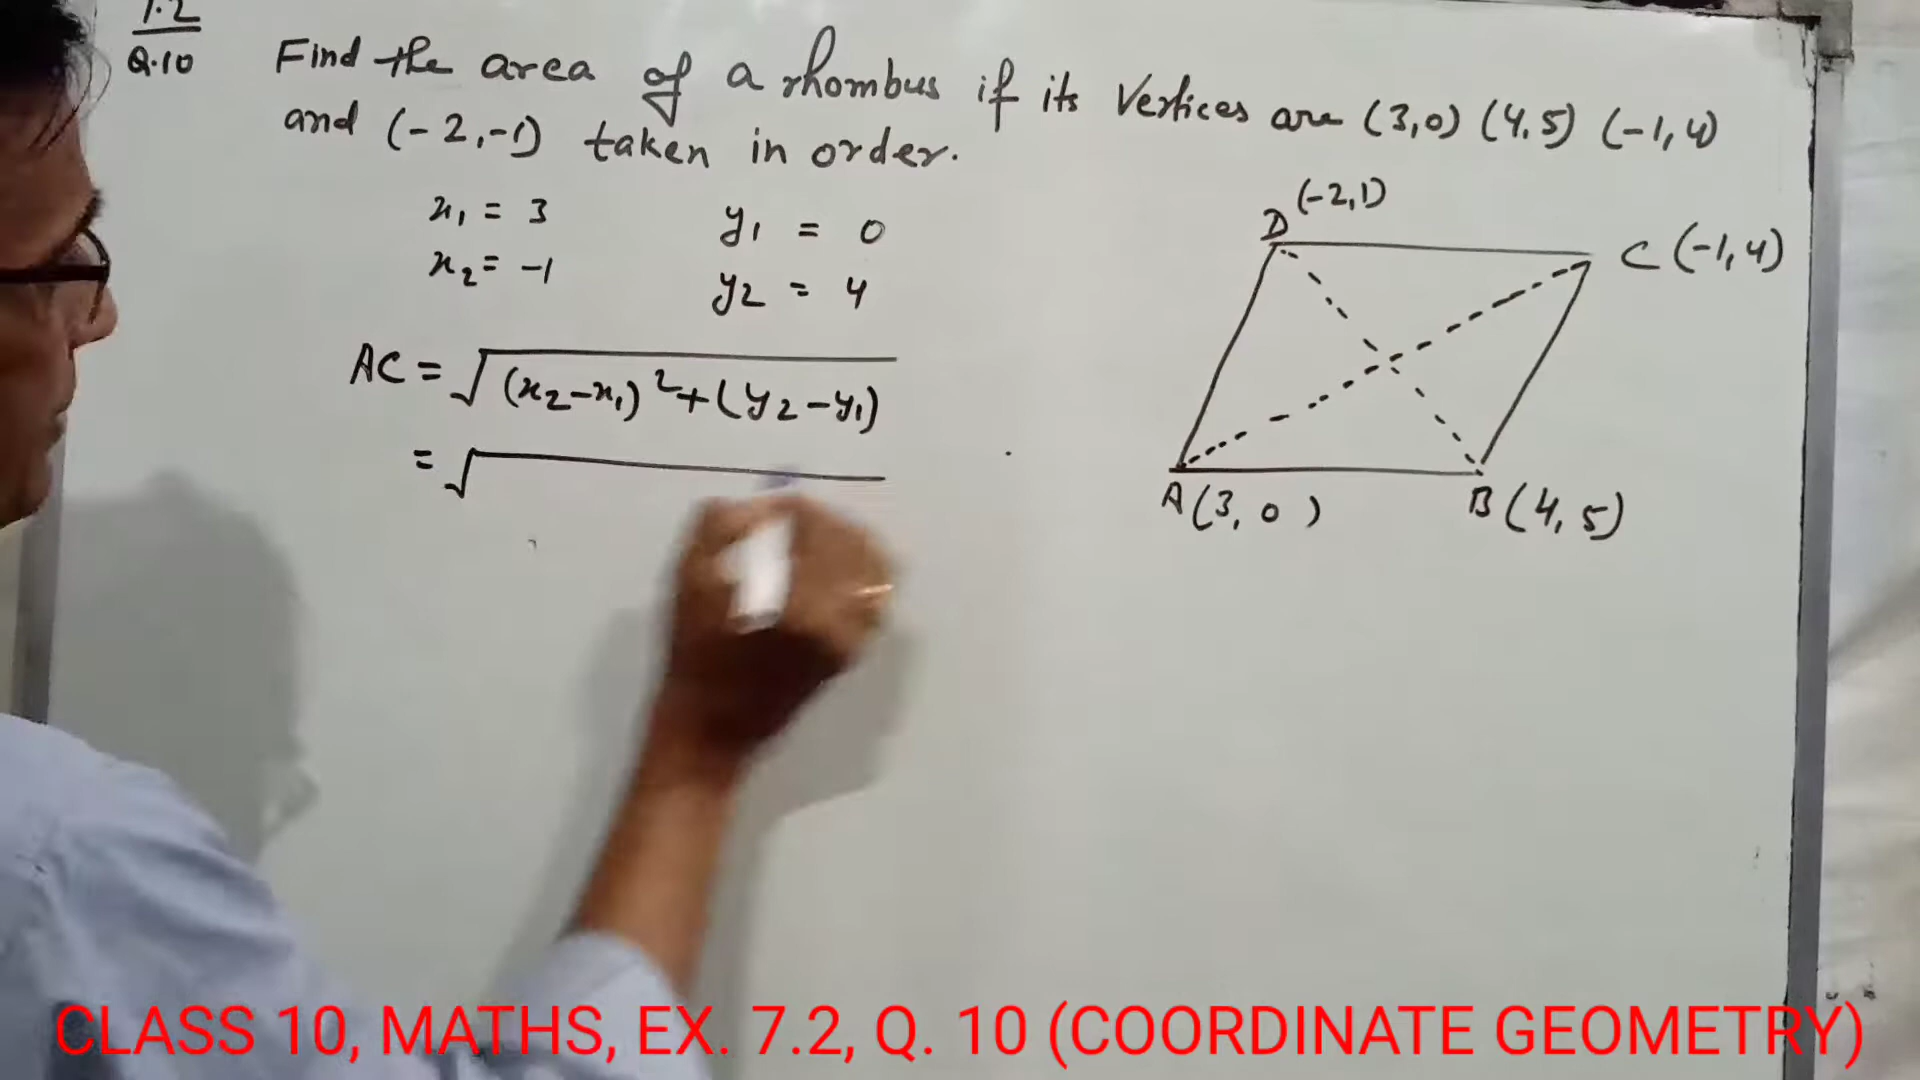 7.2
Q.10
Find the area of a rhombus if its Vertices are (3,0) (4,5) (-1,4)
and (-2,-1) taken in order.
x₁ = 3 y₁ = 0
x₂ = -1 y₂ = 4
AC = √(x₂-x₁)²+(y₂-y₁)
= √
D (-2,1)
C (-1,4)
A (3, 0 )
B (4, 5)
CLASS 10, MATHS, EX. 7.2, Q. 10 (COORDINATE GEOMETRY)